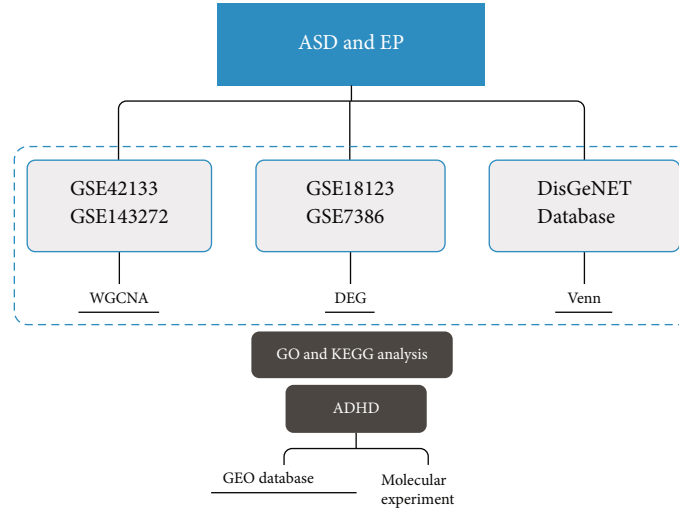 ASD and EP
GSE42133
GSE143272
GSE18123
GSE7386
DisGeNET
Database
WGCNA
DEG
Venn
GO and KEGG analysis
ADHD
GEO database
Molecular
experiment